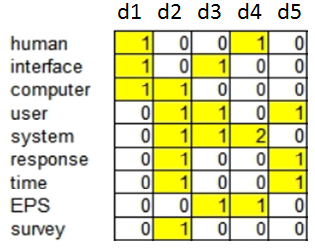 d1 d2 d3 d4 d5
human 1 0 0 1 0
interface 1 0 1 0 0
computer 1 1 0 0 0
user 0 1 1 0 1
system 0 1 1 2 0
response 0 1 0 0 1
time 0 1 0 0 1
EPS 0 0 1 1 0
survey 0 1 0 0 0